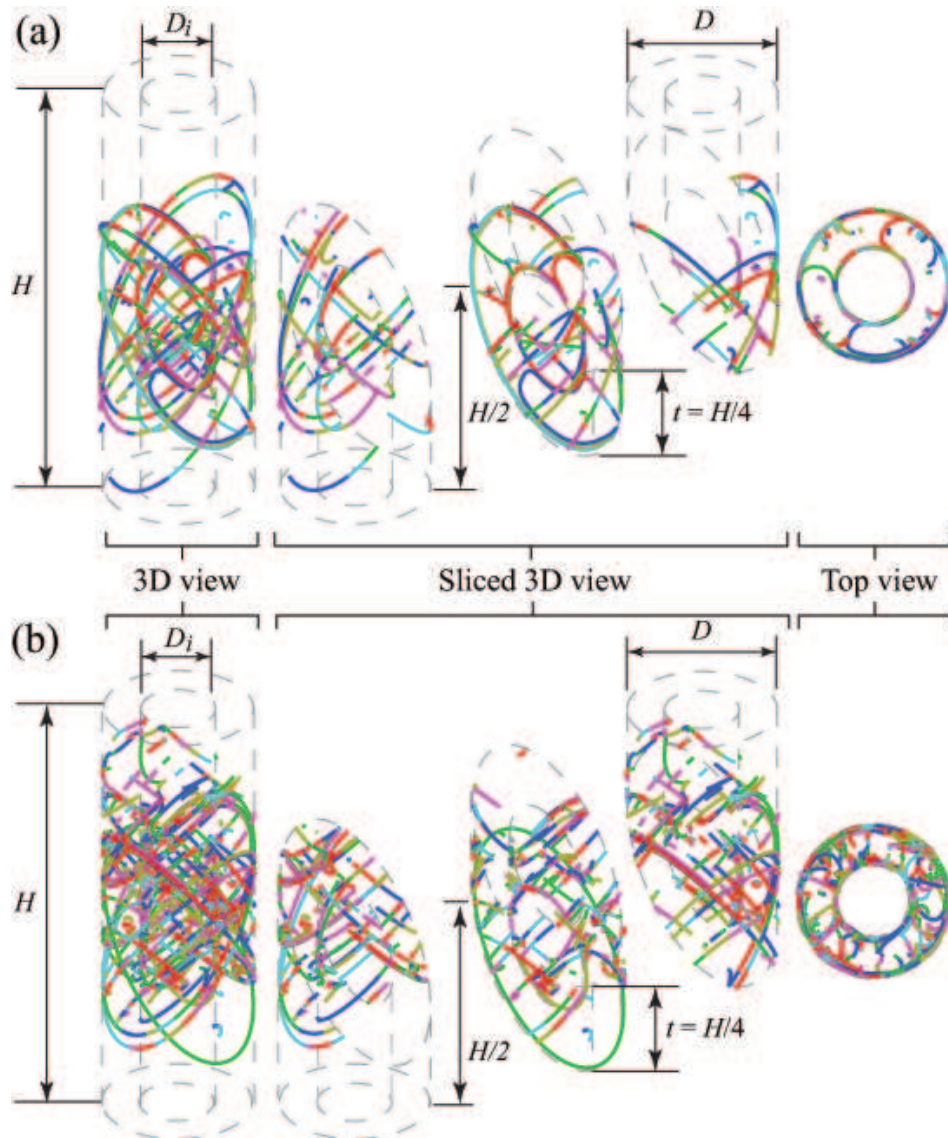 (a)
Di
D
H
H/2
t = H/4
3D view
Sliced 3D view
Top view
(b)
Di
D
H
H/2
t = H/4